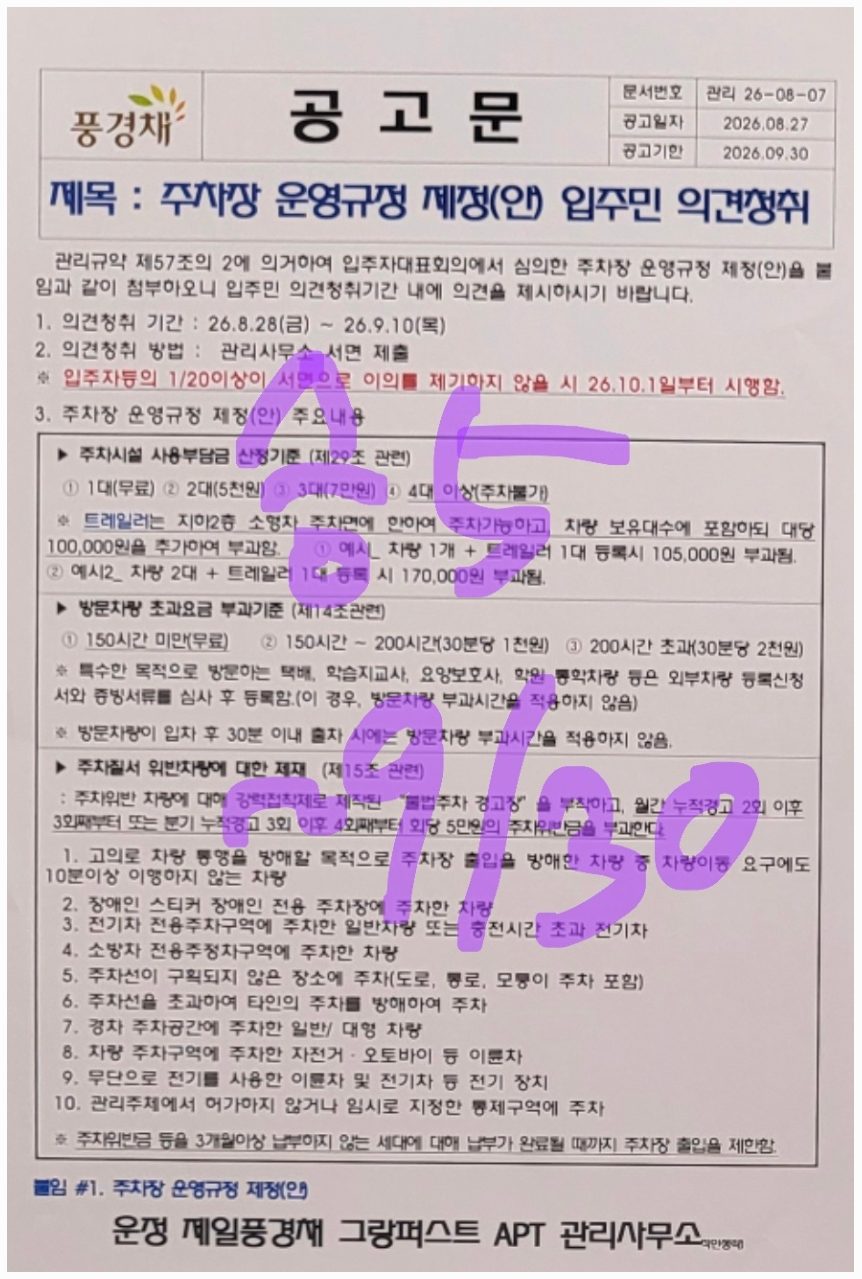 풍경채
공 고 문
문서번호 관리 26-08-07
공고일자 2026.08.27
공고기한 2026.09.30
제목 : 주차장 운영규정 제정(안) 입주민 의견청취
관리규약 제57조의 2에 의거하여 입주자대표회의에서 심의한 주차장 운영규정 제정(안)을 붙
임과 같이 첨부하오니 입주민 의견청취기간 내에 의견을 제시하시기 바랍니다.
1. 의견청취 기간 : 26.8.28(금) ~ 26.9.10(목)
2. 의견청취 방법 : 관리사무소 서면 제출
※ 입주자등의 1/20이상이 서면으로 이의를 제기하지 않을 시 26.10.1일부터 시행함.
3. 주차장 운영규정 제정(안) 주요내용
▶ 주차시설 사용부담금 산정기준 (제29조 관련)
① 1대(무료) ② 2대(5천원) ③ 3대(7만원) ④ 4대 이상(주차불가)
※ 트레일러는 지하2층 소형차 주차면에 한하여 주차가능하고, 차량 보유대수에 포함하되 대당
100,000원을 추가하여 부과함. ① 예시_ 차량 1개 + 트레일러 1대 등록시 105,000원 부과됨.
② 예시2_ 차량 2대 + 트레일러 1대 등록 시 170,000원 부과됨.
▶ 방문차량 초과요금 부과기준 (제14조관련)
① 150시간 미만(무료) ② 150시간 ~ 200시간(30분당 1천원) ③ 200시간 초과(30분당 2천원)
※ 특수한 목적으로 방문하는 택배, 학습지교사, 요양보호사, 학원 통학차량 등은 외부차량 등록신청
서와 증빙서류를 심사 후 등록함.(이 경우, 방문차량 부과시간을 적용하지 않음)
※ 방문차량이 입차 후 30분 이내 출차 시에는 방문차량 부과시간을 적용하지 않음.
▶ 주차질서 위반차량에 대한 제재 (제15조 관련)
: 주차위반 차량에 대해 강력접착제로 제작된 "불법주차 경고장" 을 부착하고, 월간 누적경고 2회 이후
3회째부터 또는 분기 누적경고 3회 이후 4회째부터 회당 5만원의 주차위반금을 부과한다.
1. 고의로 차량 통행을 방해할 목적으로 주차장 출입을 방해한 차량 중 차량이동 요구에도
10분이상 이행하지 않는 차량
2. 장애인 스티커 장애인 전용 주차장에 주차한 차량
3. 전기차 전용주차구역에 주차한 일반차량 또는 충전시간 초과 전기차
4. 소방차 전용주정차구역에 주차한 차량
5. 주차선이 구획되지 않은 장소에 주차(도로, 통로, 모퉁이 주차 포함)
6. 주차선을 초과하여 타인의 주차를 방해하여 주차
7. 경차 주차공간에 주차한 일반/ 대형 차량
8. 차량 주차구역에 주차한 자전거 · 오토바이 등 이륜차
9. 무단으로 전기를 사용한 이륜차 및 전기차 등 전기 장치
10. 관리주체에서 허가하지 않거나 임시로 지정한 통제구역에 주차
※ 주차위반금 등을 3개월이상 납부하지 않는 세대에 대해 납부가 완료될 때까지 주차장 출입을 제한함.
붙임 #1. 주차장 운영규정 제정(안)
운정 제일풍경채 그랑퍼스트 APT 관리사무소
승5
~9/30